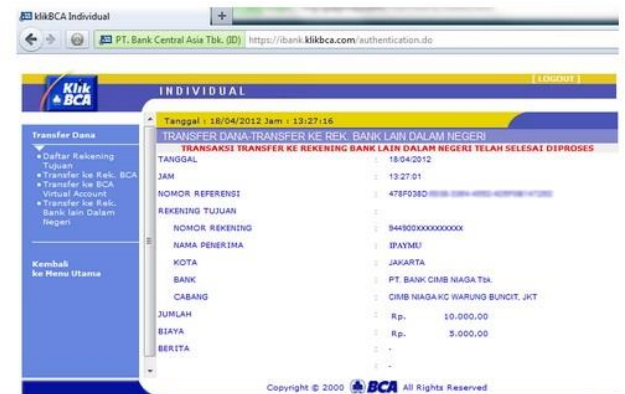 klikBCA Individual
PT. Bank Central Asia Tbk. (ID) https://ibank.klikbca.com/authentication.do
[ LOGOUT ]
Klik BCA
INDIVIDUAL
Tanggal : 18/04/2012 Jam : 13:27:16
Transfer Dana
Daftar Rekening
Tujuan
Transfer ke Rek. BCA
Transfer ke BCA
Virtual Account
Transfer ke Rek.
Bank lain Dalam
Negeri
Kembali
ke Menu Utama
TRANSFER DANA-TRANSFER KE REK. BANK LAIN DALAM NEGERI
TRANSAKSI TRANSFER KE REKENING BANK LAIN DALAM NEGERI TELAH SELESAI DIPROSES
TANGGAL : 18/04/2012
JAM : 13:27:01
NOMOR REFERENSI : 478F038D
REKENING TUJUAN :
NOMOR REKENING : 944900XXXXXXXXXX
NAMA PENERIMA : IPAYMU
KOTA : JAKARTA
BANK : PT. BANK CIMB NIAGA Tbk.
CABANG : CIMB NIAGA KC WARUNG BUNCIT, JKT
JUMLAH : Rp. 10.000,00
BIAYA : Rp. 5.000,00
BERITA : -
: -
Copyright © 2000 BCA All Rights Reserved